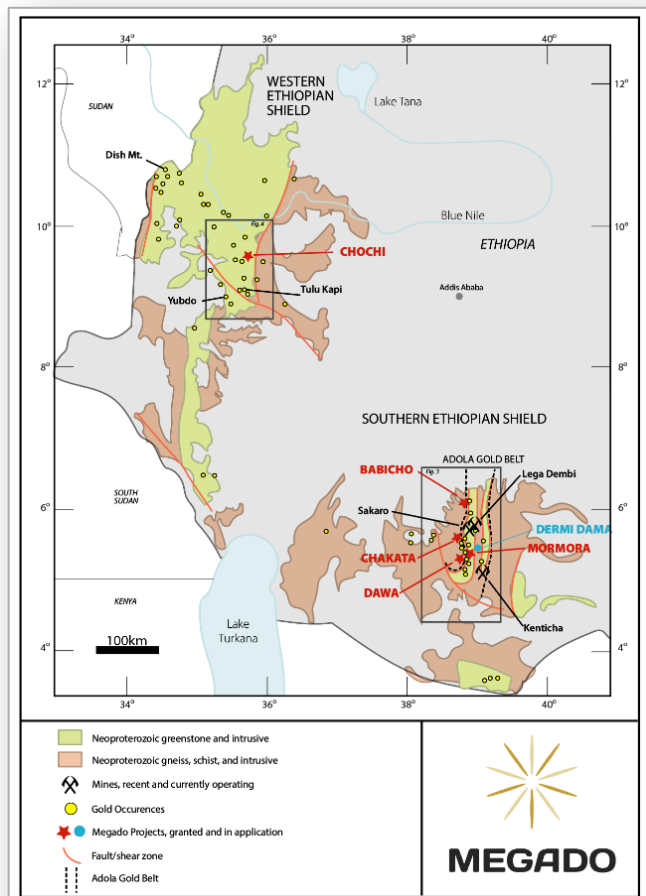 34° 36° 38° 40°
12° 12°
WESTERN
ETHIOPIAN
SHIELD
Lake Tana
SUDAN
Dish Mt.
Blue Nile
10° 10°
Fig. 4
ETHIOPIA
CHOCHI
Addis Ababa
Tulu Kapi
Yubdo
8° 8°
SOUTHERN ETHIOPIAN SHIELD
ADOLA GOLD BELT
BABICHO
Lega Dembi
Sakaro
6° 6°
SOUTH
SUDAN
DERMI DAMA
CHAKATA
MORMORA
DAWA
KENYA
Lake
Turkana
Kenticha
100km
4° 4°
34° 36° 38° 40°
Neoproterozoic greenstone and intrusive
Neoproterozoic gneiss, schist, and intrusive
Mines, recent and currently operating
Gold Occurences
Megado Projects, granted and in application
Fault/shear zone
Adola Gold Belt
MEGADO